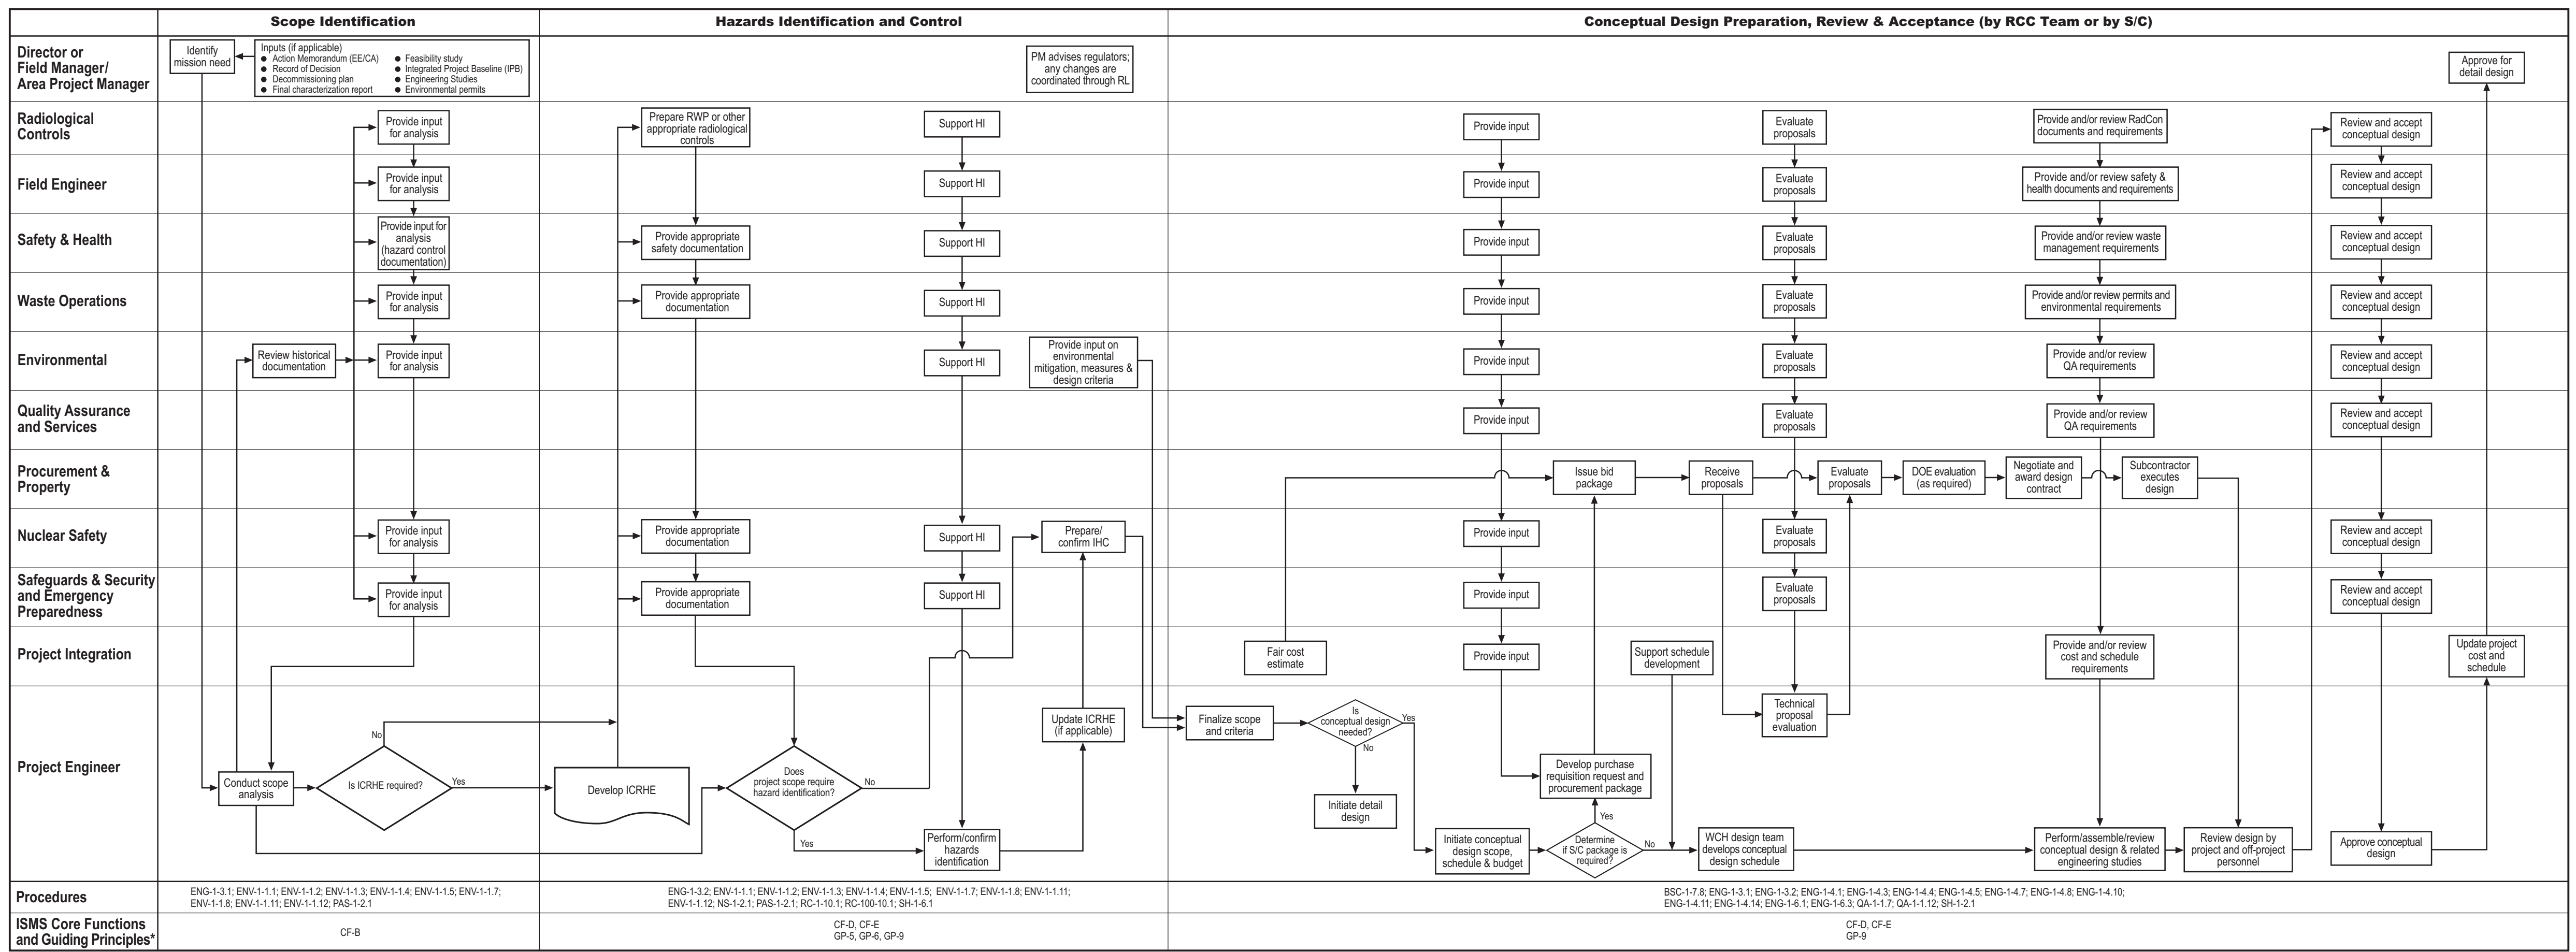 Scope Identification
Hazards Identification and Control
Conceptual Design Preparation, Review & Acceptance (by RCC Team or by S/C)
Director or
Field Manager/
Area Project Manager
Identify
mission need
Inputs (if applicable)
● Action Memorandum (EE/CA)
● Record of Decision
● Decommissioning plan
● Final characterization report
● Feasibility study
● Integrated Project Baseline (IPB)
● Engineering Studies
● Environmental permits
PM advises regulators;
any changes are
coordinated through RL
Approve for
detail design
Radiological
Controls
Provide input
for analysis
Prepare RWP or other
appropriate radiological
controls
Support HI
Provide input
Evaluate
proposals
Provide and/or review RadCon
documents and requirements
Review and accept
conceptual design
Field Engineer
Provide input
for analysis
Support HI
Provide input
Evaluate
proposals
Provide and/or review safety &
health documents and requirements
Review and accept
conceptual design
Safety & Health
Provide input for
analysis
(hazard control
documentation)
Provide appropriate
safety documentation
Support HI
Provide input
Evaluate
proposals
Provide and/or review waste
management requirements
Review and accept
conceptual design
Waste Operations
Provide input
for analysis
Provide appropriate
documentation
Support HI
Provide input
Evaluate
proposals
Provide and/or review permits and
environmental requirements
Review and accept
conceptual design
Environmental
Review historical
documentation
Provide input
for analysis
Support HI
Provide input on
environmental
mitigation, measures &
design criteria
Provide input
Evaluate
proposals
Provide and/or review
QA requirements
Review and accept
conceptual design
Quality Assurance
and Services
Provide input
Evaluate
proposals
Provide and/or review
QA requirements
Review and accept
conceptual design
Procurement &
Property
Issue bid
package
Receive
proposals
Evaluate
proposals
DOE evaluation
(as required)
Negotiate and
award design
contract
Subcontractor
executes
design
Nuclear Safety
Provide input
for analysis
Provide appropriate
documentation
Support HI
Prepare/
confirm IHC
Provide input
Evaluate
proposals
Review and accept
conceptual design
Safeguards & Security
and Emergency
Preparedness
Provide input
for analysis
Provide appropriate
documentation
Support HI
Provide input
Evaluate
proposals
Review and accept
conceptual design
Project Integration
Fair cost
estimate
Provide input
Support schedule
development
Provide and/or review
cost and schedule
requirements
Update project
cost and
schedule
Project Engineer
Conduct scope
analysis
Is ICRHE required?
No
Yes
Develop ICRHE
Does
project scope require
hazard identification?
No
Yes
Perform/confirm
hazards
identification
Update ICRHE
(if applicable)
Finalize scope
and criteria
Is
conceptual design
needed?
Yes
No
Initiate detail
design
Initiate conceptual
design scope,
schedule & budget
Develop purchase
requisition request and
procurement package
Yes
Determine
if S/C package is
required?
No
Technical
proposal
evaluation
WCH design team
develops conceptual
design schedule
Perform/assemble/review
conceptual design & related
engineering studies
Review design by
project and off-project
personnel
Approve conceptual
design
Procedures
ENG-1-3.1; ENV-1-1.1; ENV-1-1.2; ENV-1-1.3; ENV-1-1.4; ENV-1-1.5; ENV-1-1.7;
ENV-1-1.8; ENV-1-1.11; ENV-1-1.12; PAS-1-2.1
ENG-1-3.2; ENV-1-1.1; ENV-1-1.2; ENV-1-1.3; ENV-1-1.4; ENV-1-1.5; ENV-1-1.7; ENV-1-1.8; ENV-1-1.11;
ENV-1-1.12; NS-1-2.1; PAS-1-2.1; RC-1-10.1; RC-100-10.1; SH-1-6.1
BSC-1-7.8; ENG-1-3.1; ENG-1-3.2; ENG-1-4.1; ENG-1-4.3; ENG-1-4.4; ENG-1-4.5; ENG-1-4.7; ENG-1-4.8; ENG-1-4.10;
ENG-1-4.11; ENG-1-4.14; ENG-1-6.1; ENG-1-6.3; QA-1-1.7; QA-1-1.12; SH-1-2.1
ISMS Core Functions
and Guiding Principles*
CF-B
CF-D, CF-E
GP-5, GP-6, GP-9
CF-D, CF-E
GP-9